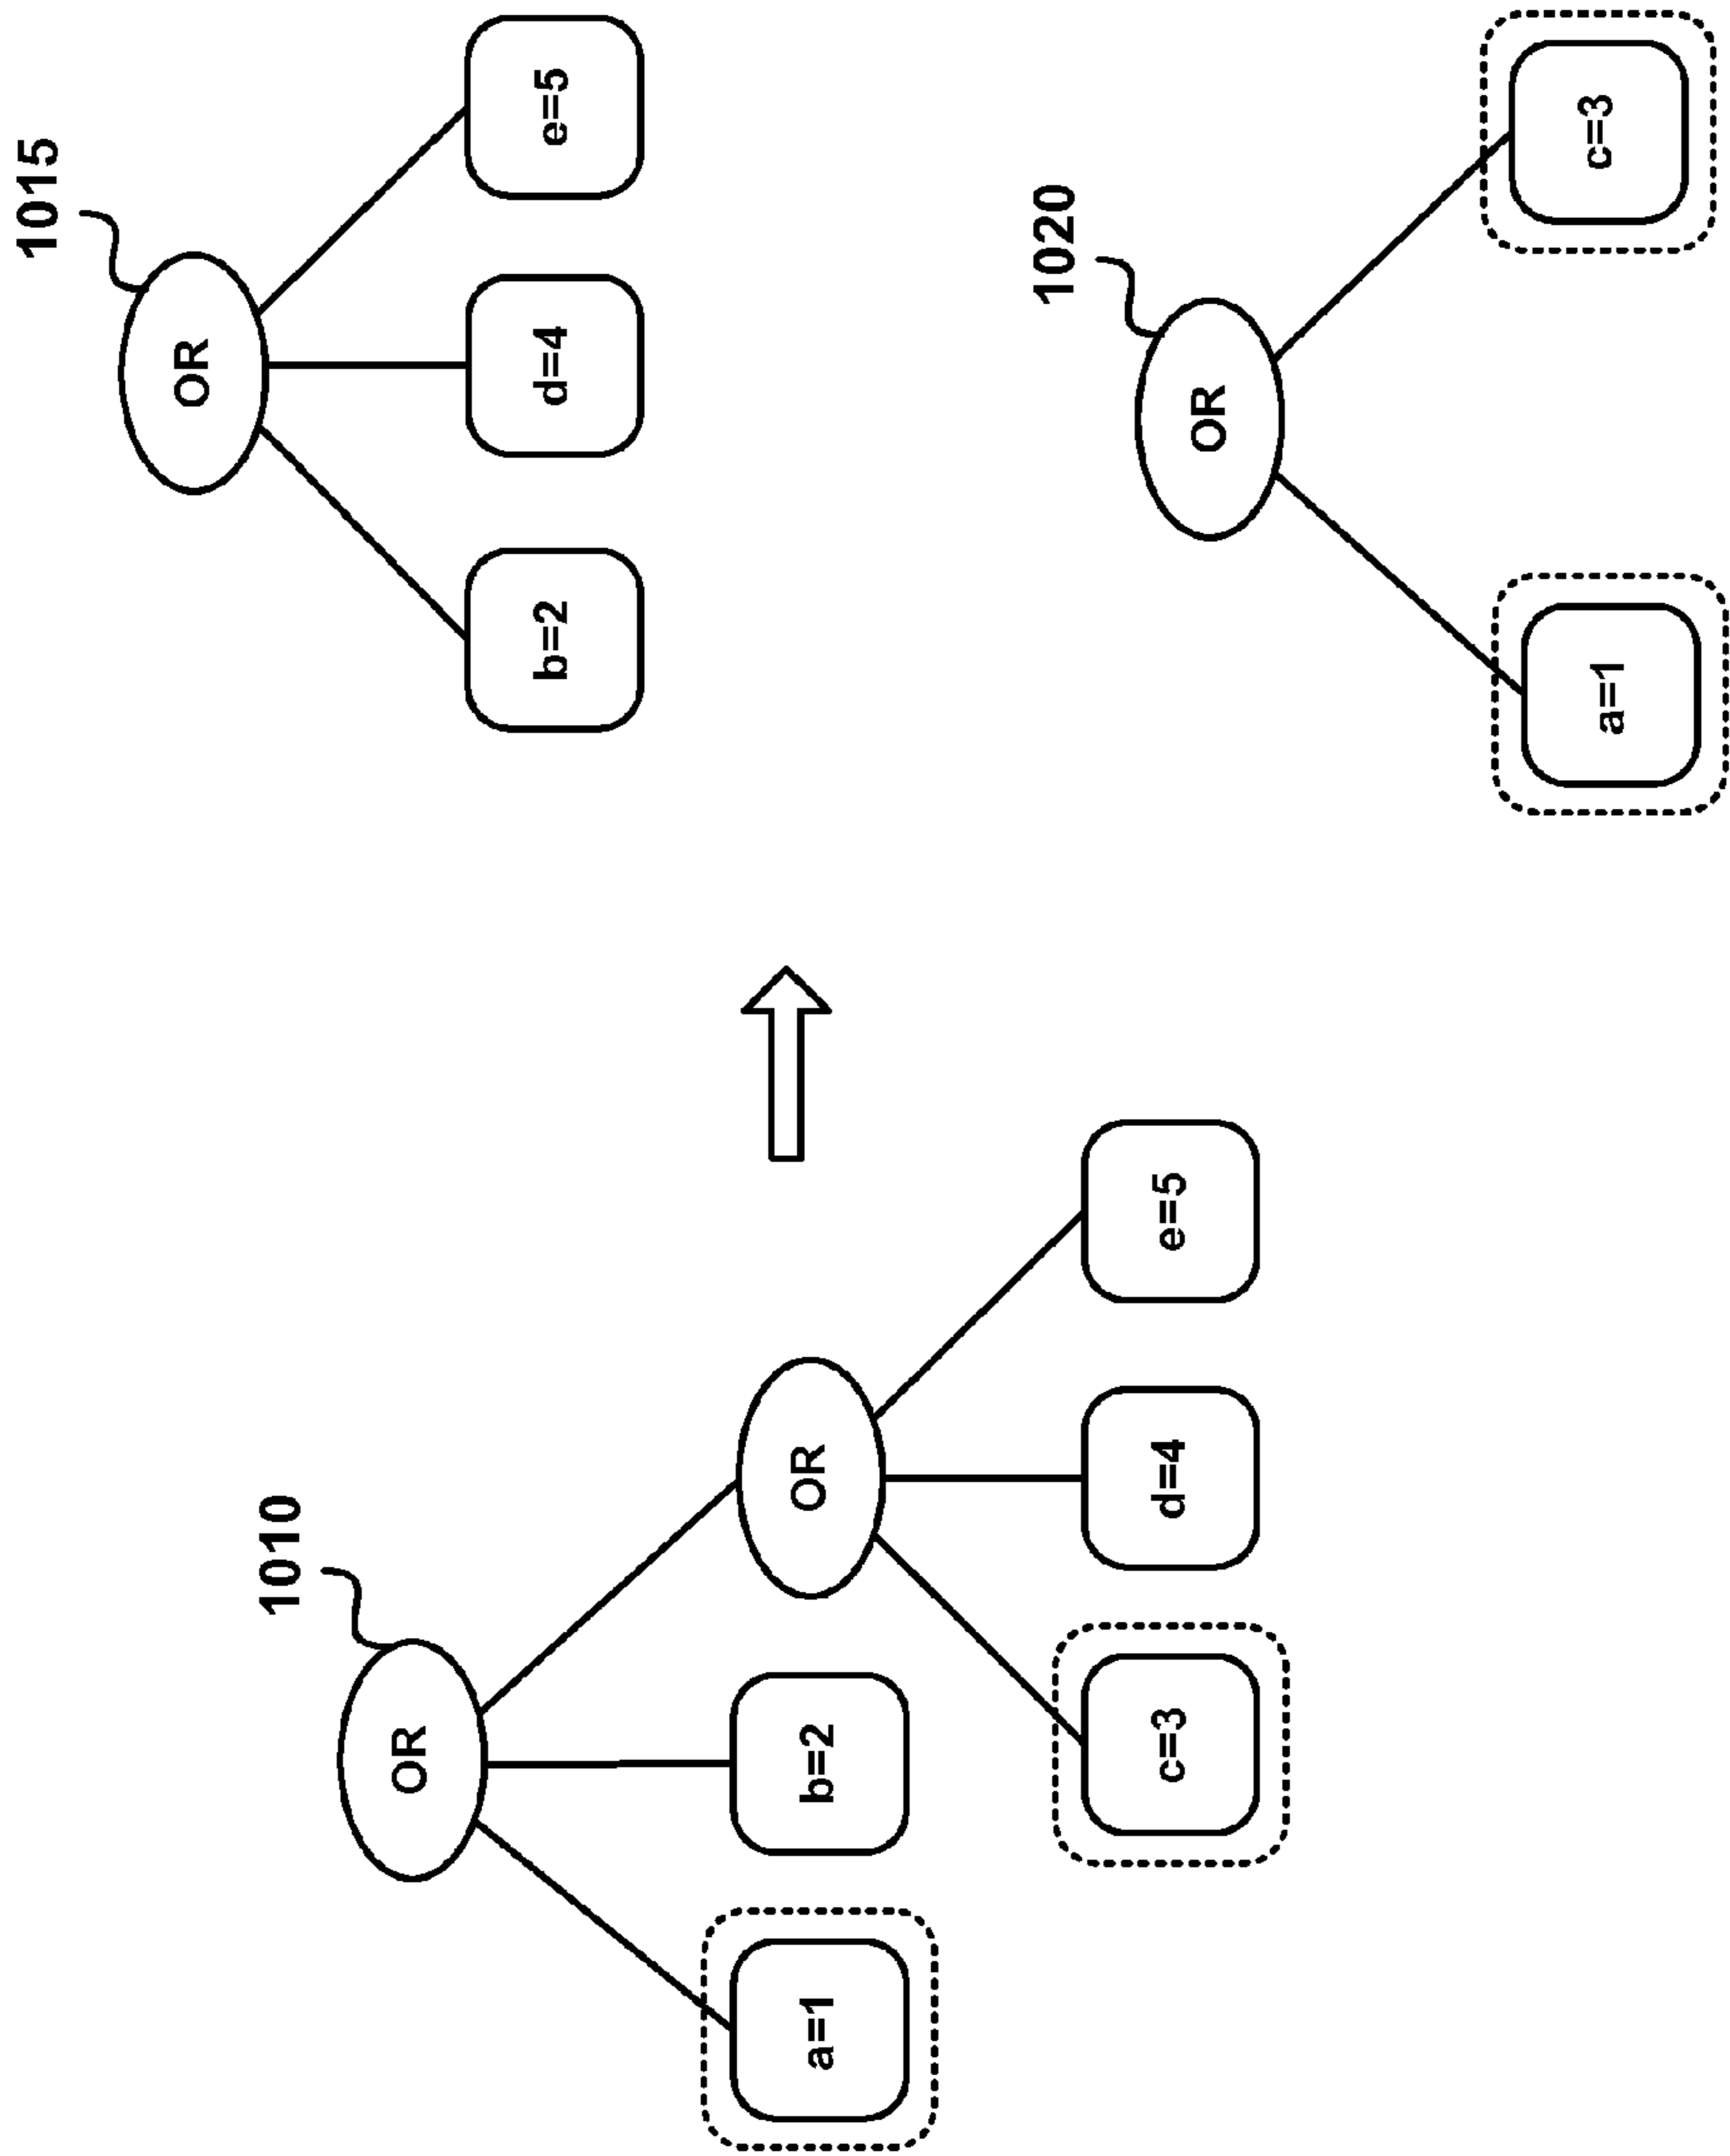 1010
OR
a=1
b=2
OR
c=3
d=4
e=5
1015
OR
b=2
d=4
e=5
1020
OR
a=1
c=3